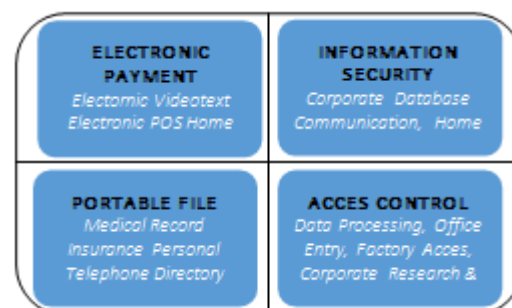 ELECTRONIC
PAYMENT
Electomic Videotext
Electronic POS Home
INFORMATION
SECURITY
Corporate Database
Communication, Home
PORTABLE FILE
Medical Record
Insurance Personal
Telephone Directory
ACCES CONTROL
Data Processing, Office
Entry, Factory Acces,
Corporate Research &